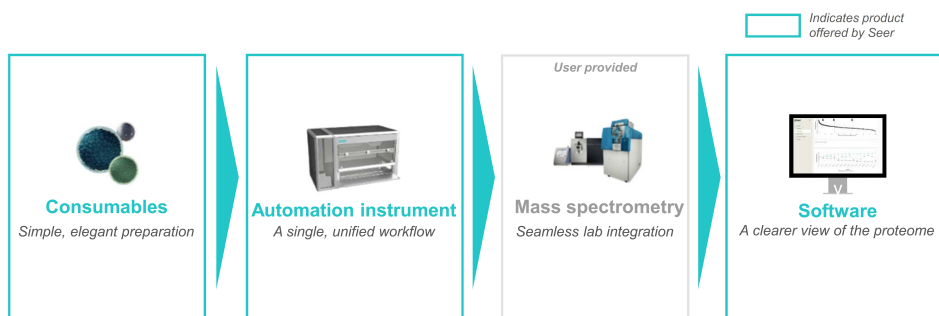 Indicates product
offered by Seer
User provided
Consumables
Simple, elegant preparation
Automation instrument
A single, unified workflow
Mass spectrometry
Seamless lab integration
Software
A clearer view of the proteome